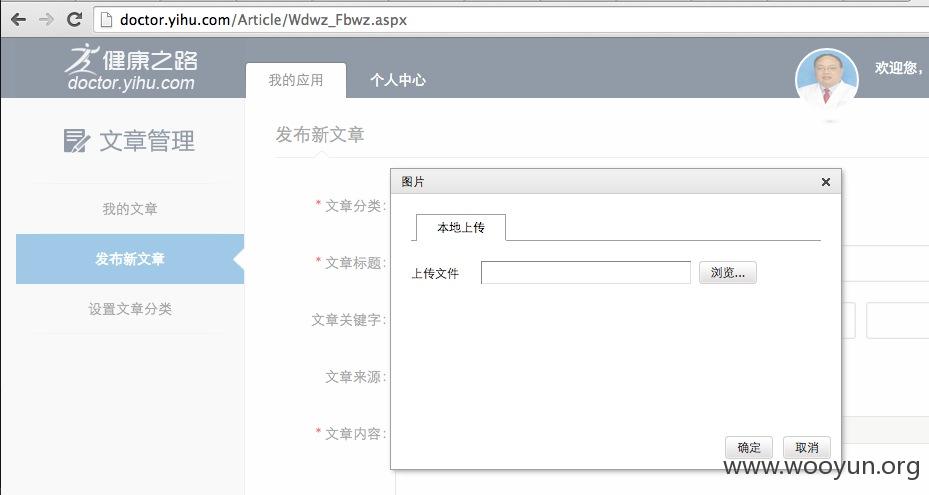 doctor.yihu.com/Article/Wdwz_Fbwz.aspx
健康之路
doctor.yihu.com
我的应用
个人中心
欢迎您，
文章管理
我的文章
发布新文章
设置文章分类
发布新文章
* 文章分类:
* 文章标题:
文章关键字:
文章来源:
* 文章内容:
图片
本地上传
上传文件
浏览...
确定
取消
www.wooyun.org